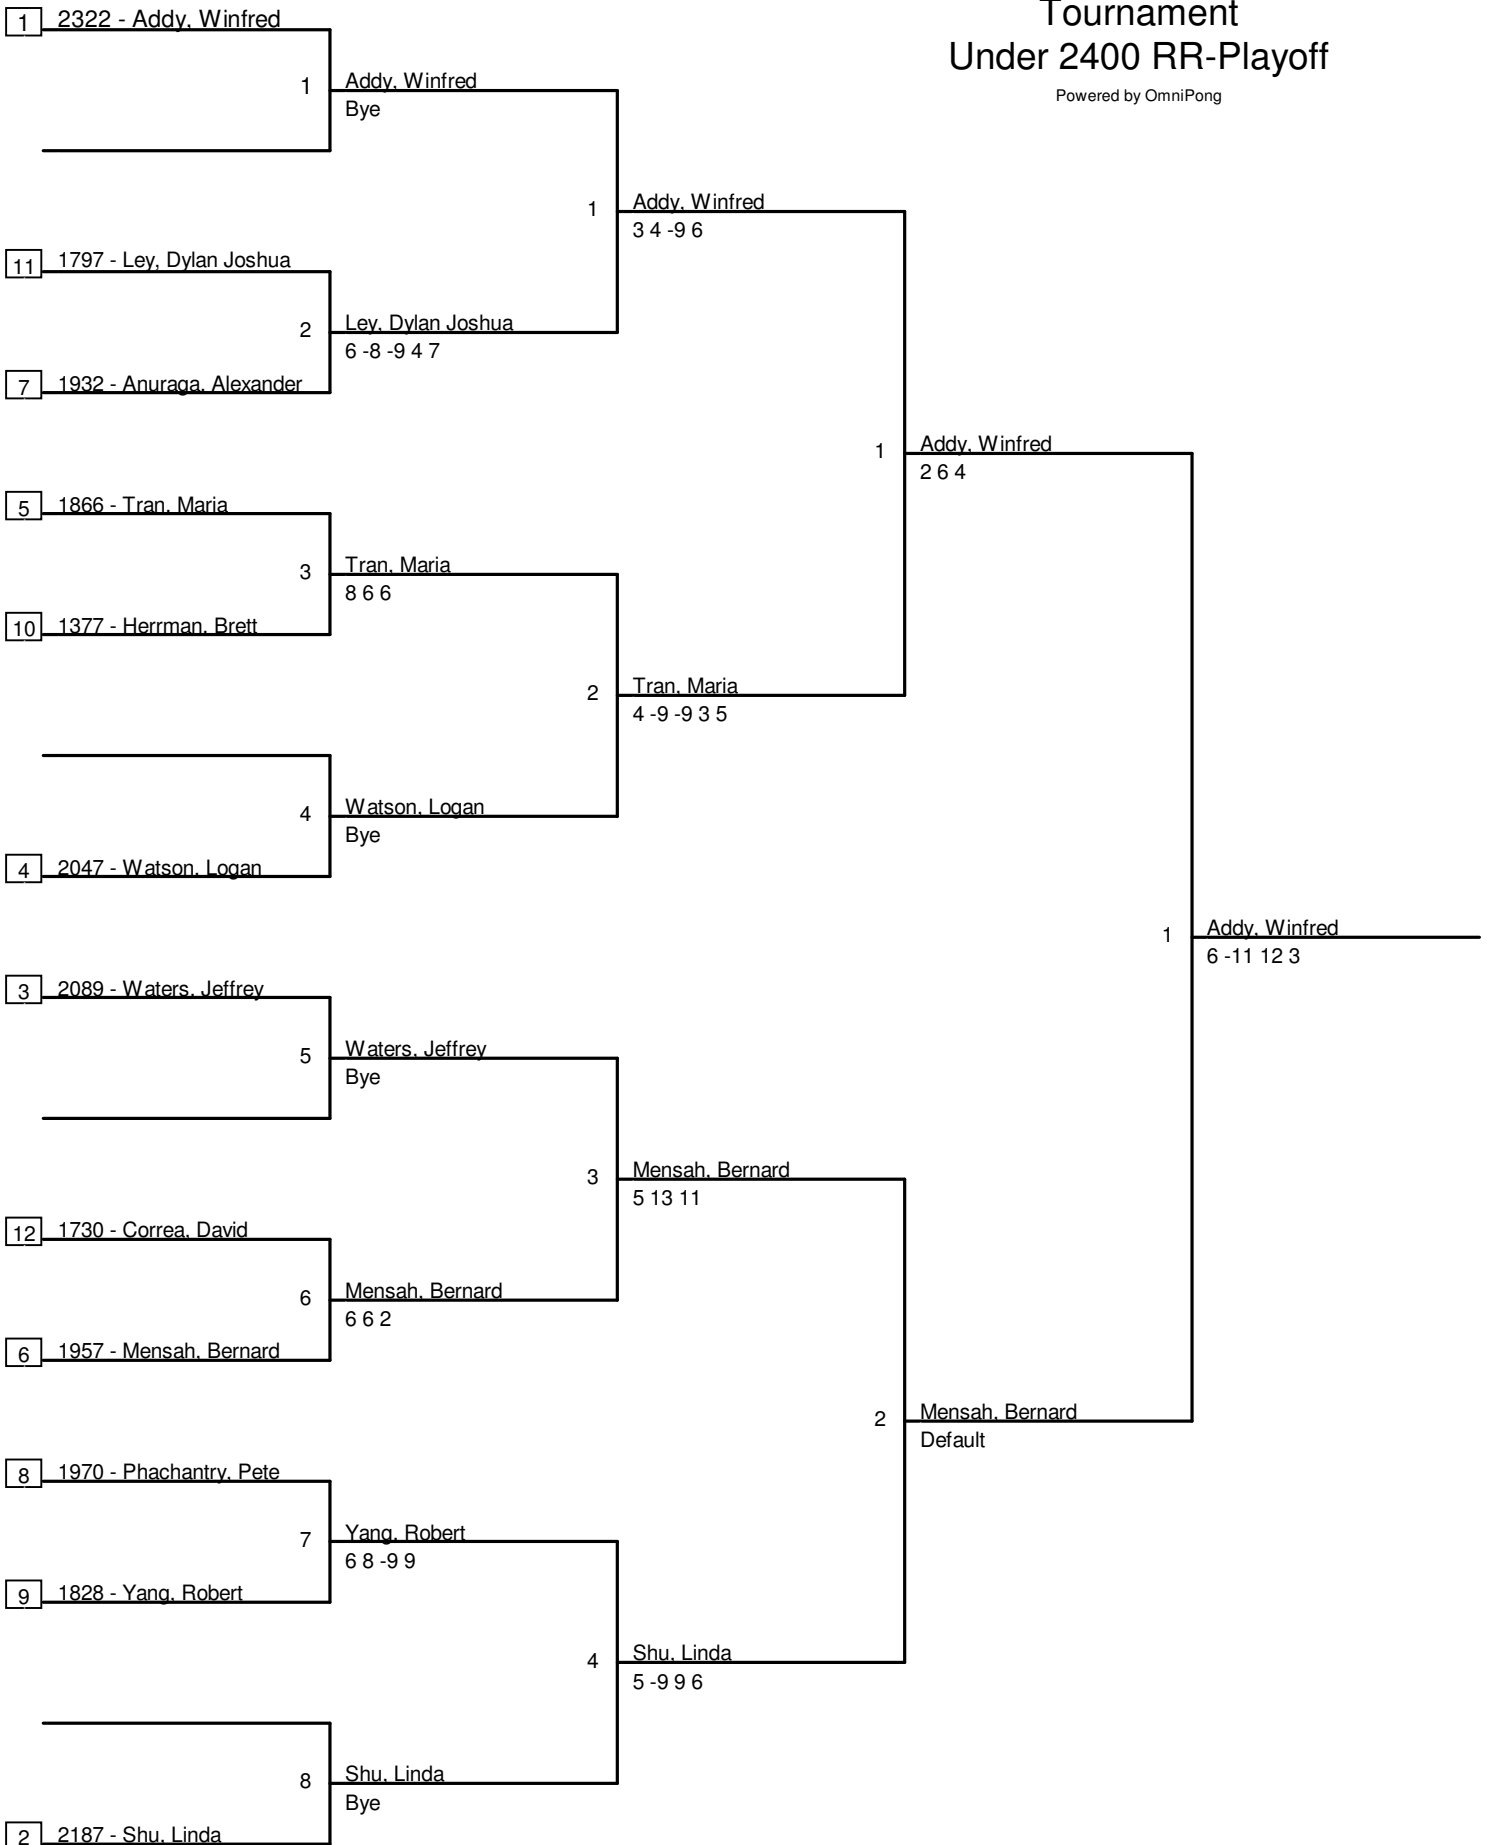 Tournament
Under 2400 RR-Playoff
Powered by OmniPong
1 2322 - Addy, Winfred
1 Addy, Winfred
Bye
1 Addy, Winfred
3 4 -9 6
11 1797 - Ley, Dylan Joshua
2 Ley, Dylan Joshua
6 -8 -9 4 7
7 1932 - Anuraga, Alexander
1 Addy, Winfred
2 6 4
5 1866 - Tran, Maria
3 Tran, Maria
8 6 6
10 1377 - Herrman, Brett
2 Tran, Maria
4 -9 -9 3 5
4 Watson, Logan
Bye
4 2047 - Watson, Logan
1 Addy, Winfred
6 -11 12 3
3 2089 - Waters, Jeffrey
5 Waters, Jeffrey
Bye
3 Mensah, Bernard
5 13 11
12 1730 - Correa, David
6 Mensah, Bernard
6 6 2
6 1957 - Mensah, Bernard
2 Mensah, Bernard
Default
8 1970 - Phachantry, Pete
7 Yang, Robert
6 8 -9 9
9 1828 - Yang, Robert
4 Shu, Linda
5 -9 9 6
8 Shu, Linda
Bye
2 2187 - Shu, Linda